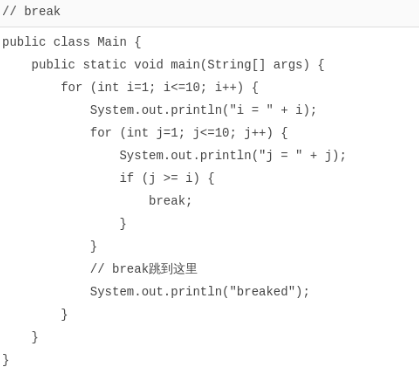 // break
public class Main {
    public static void main(String[] args) {
        for (int i=1; i<=10; i++) {
            System.out.println("i = " + i);
            for (int j=1; j<=10; j++) {
                System.out.println("j = " + j);
                if (j >= i) {
                    break;
                }
            }
            // break跳到这里
            System.out.println("breaked");
        }
    }
}